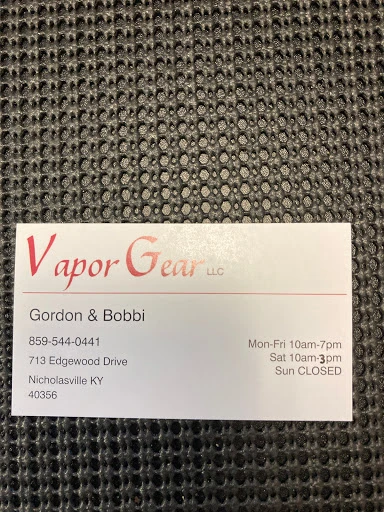 Vapor Gear LLC
Gordon & Bobbi
859-544-0441
713 Edgewood Drive
Nicholasville KY
40356
Mon-Fri 10am-7pm
Sat 10am-3pm
Sun CLOSED